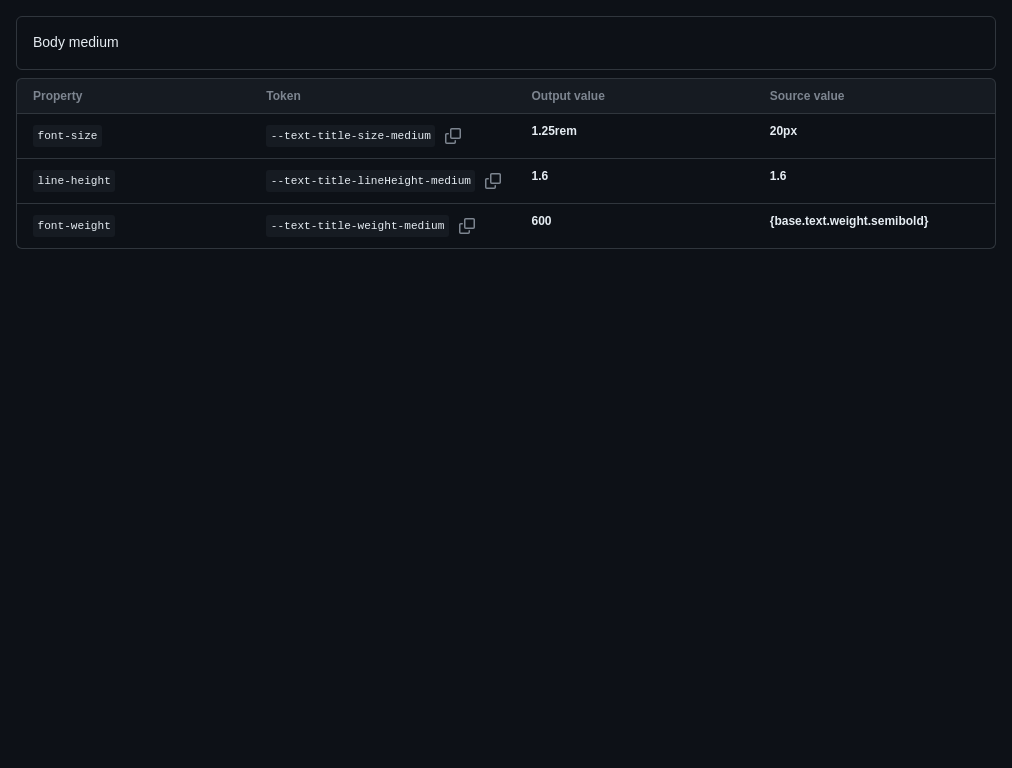 Body medium
Property Token Output value Source value
font-size --text-title-size-medium 1.25rem 20px
line-height --text-title-lineHeight-medium 1.6 1.6
font-weight --text-title-weight-medium 600 {base.text.weight.semibold}